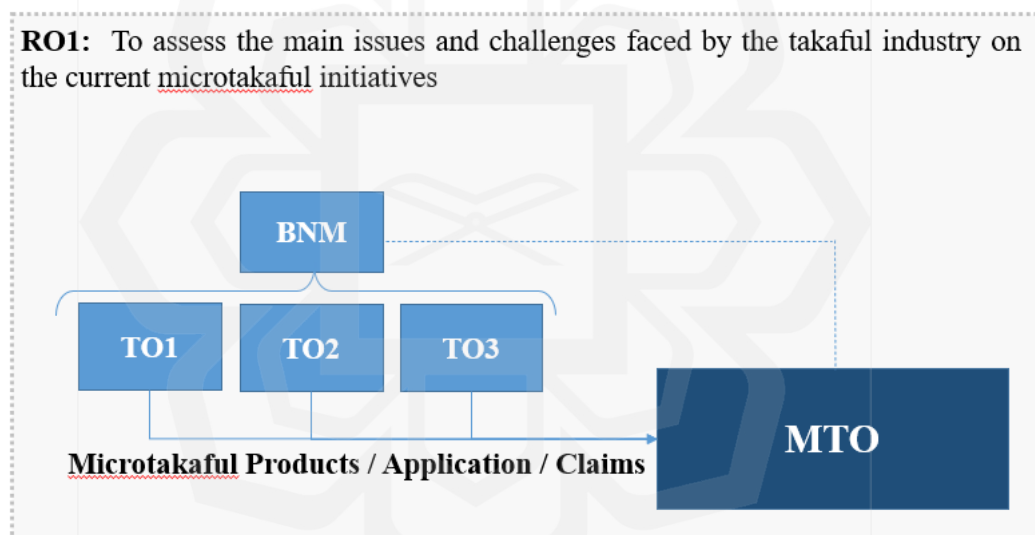 RO1: To assess the main issues and challenges faced by the takaful industry on
the current microtakaful initiatives
BNM
TO1 TO2 TO3
MTO
Microtakaful Products / Application / Claims